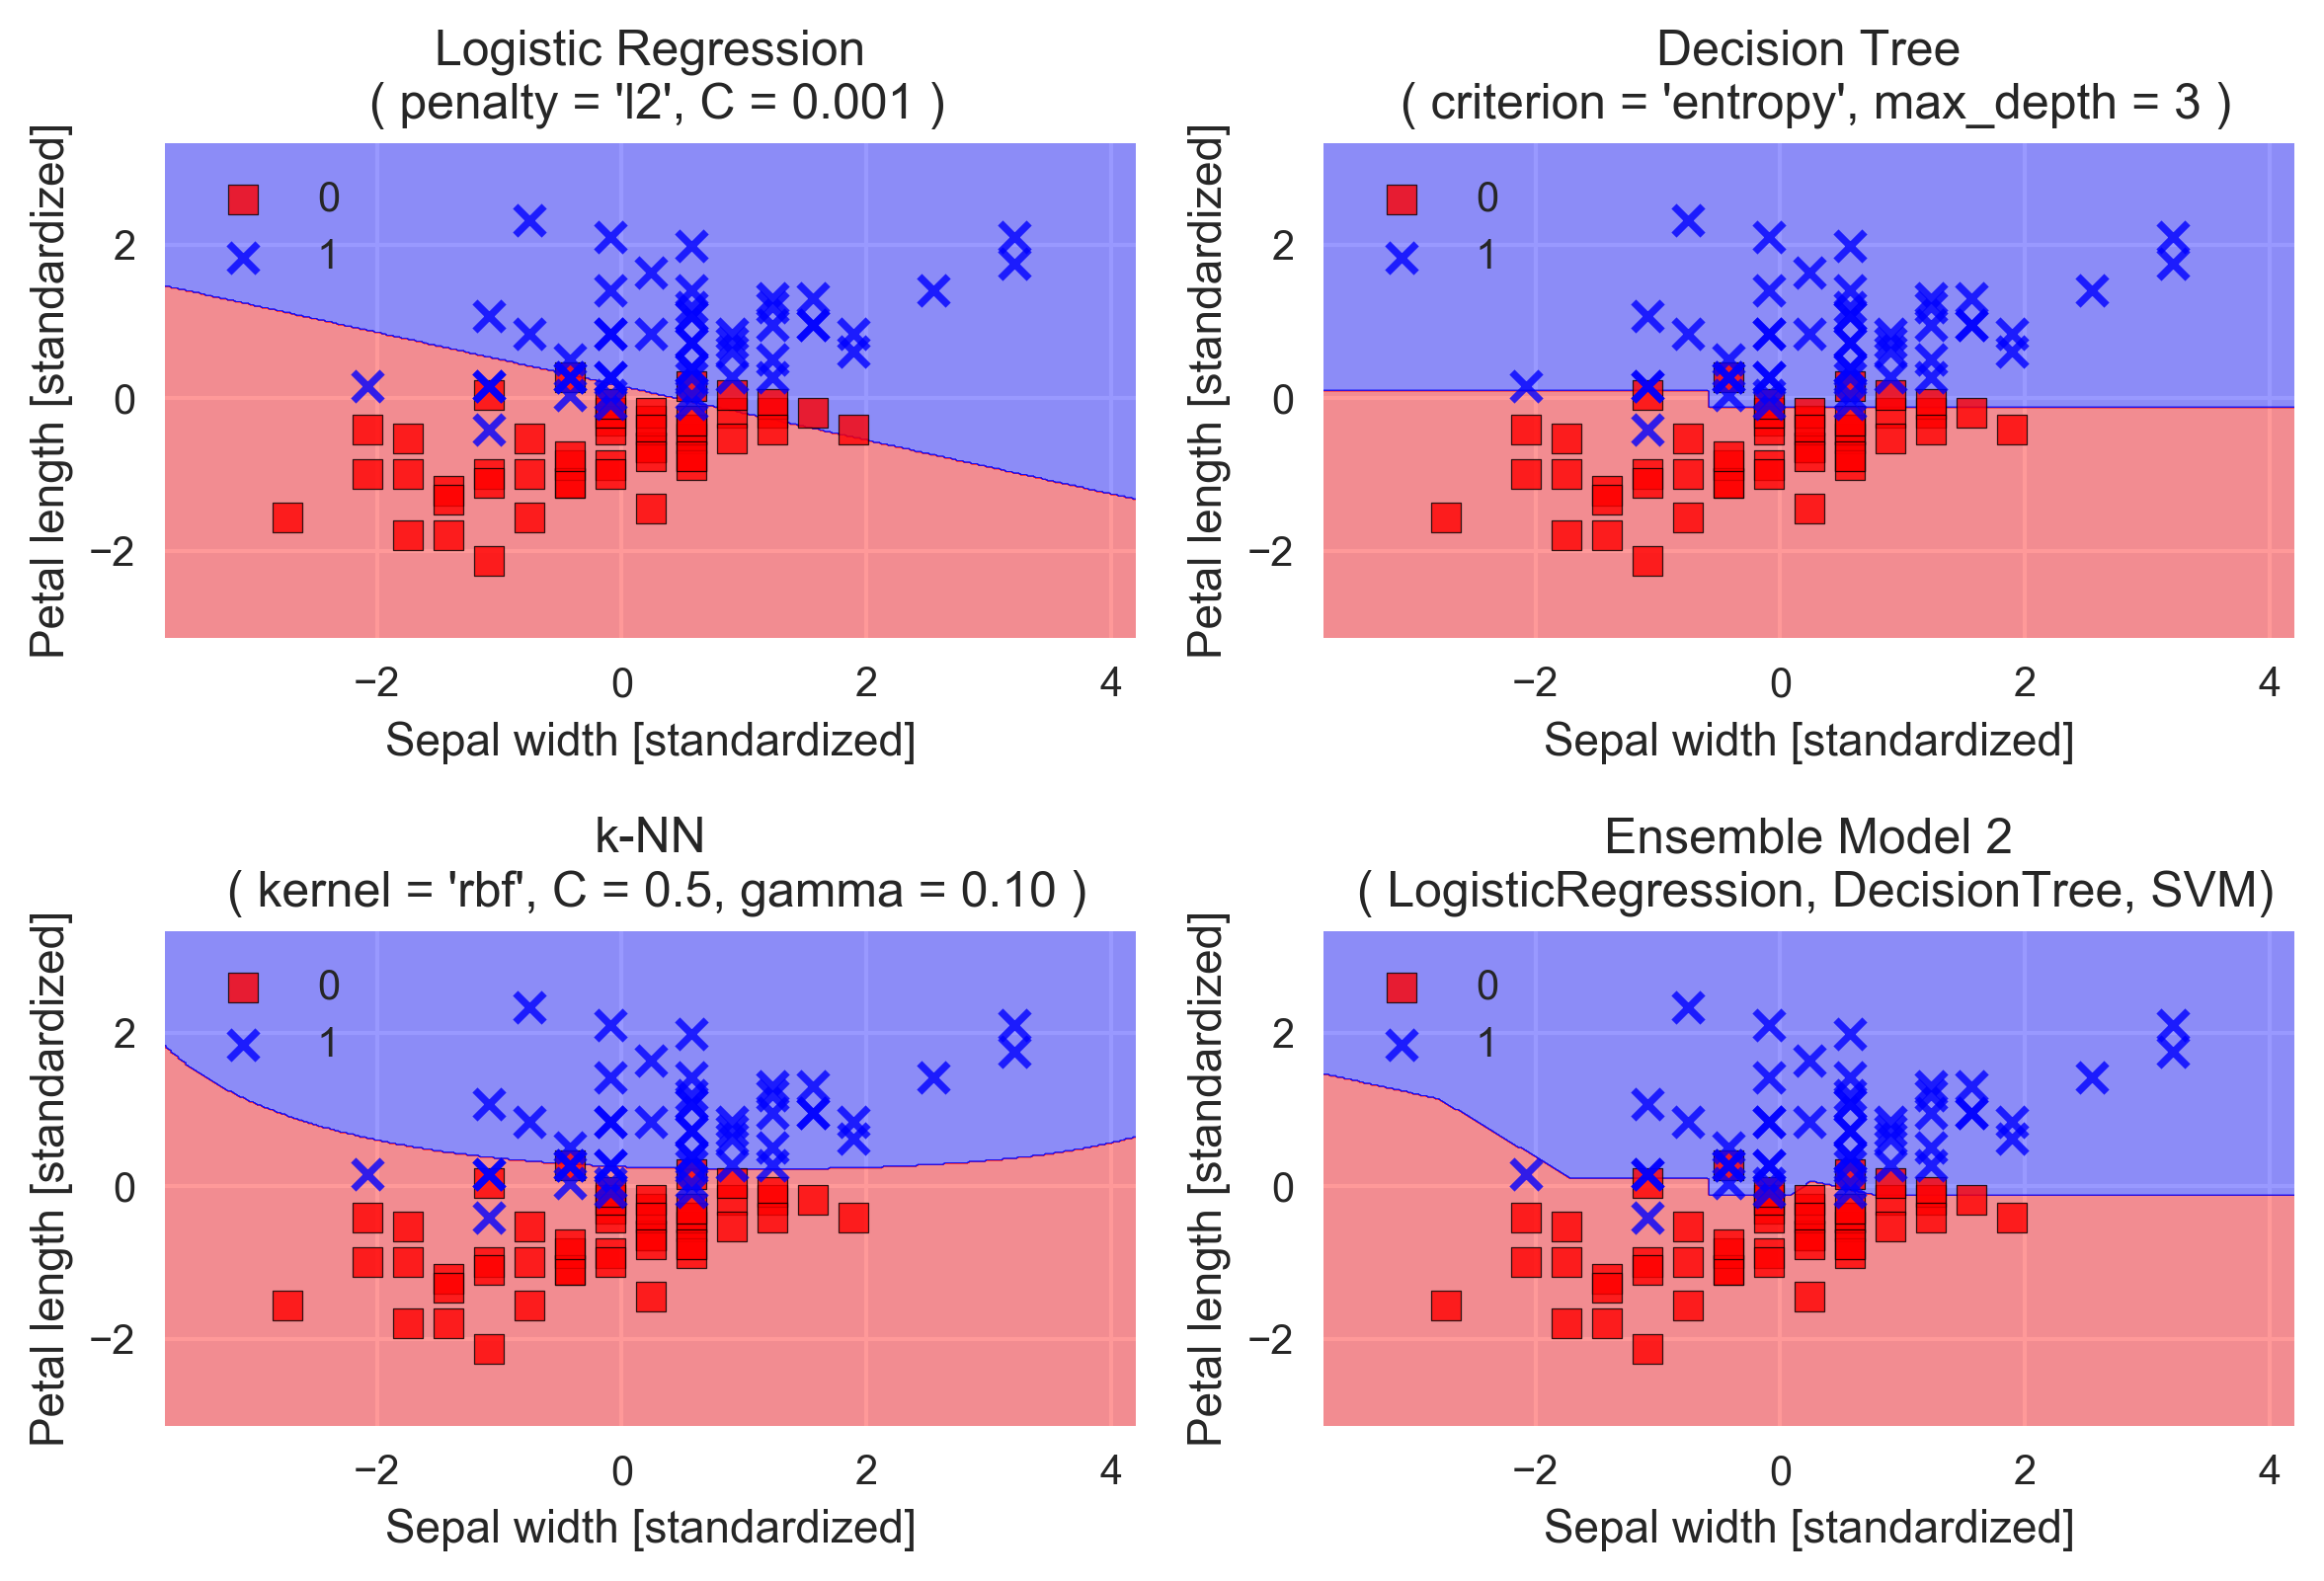 Logistic Regression
( penalty = 'l2', C = 0.001 )
Petal length [standardized]
0
1
2
0
−2
−2
0
2
4
Sepal width [standardized]
Decision Tree
( criterion = 'entropy', max_depth = 3 )
Petal length [standardized]
0
1
2
0
−2
−2
0
2
4
Sepal width [standardized]
k-NN
( kernel = 'rbf', C = 0.5, gamma = 0.10 )
Petal length [standardized]
0
1
2
0
−2
−2
0
2
4
Sepal width [standardized]
Ensemble Model 2
( LogisticRegression, DecisionTree, SVM)
Petal length [standardized]
0
1
2
0
−2
−2
0
2
4
Sepal width [standardized]